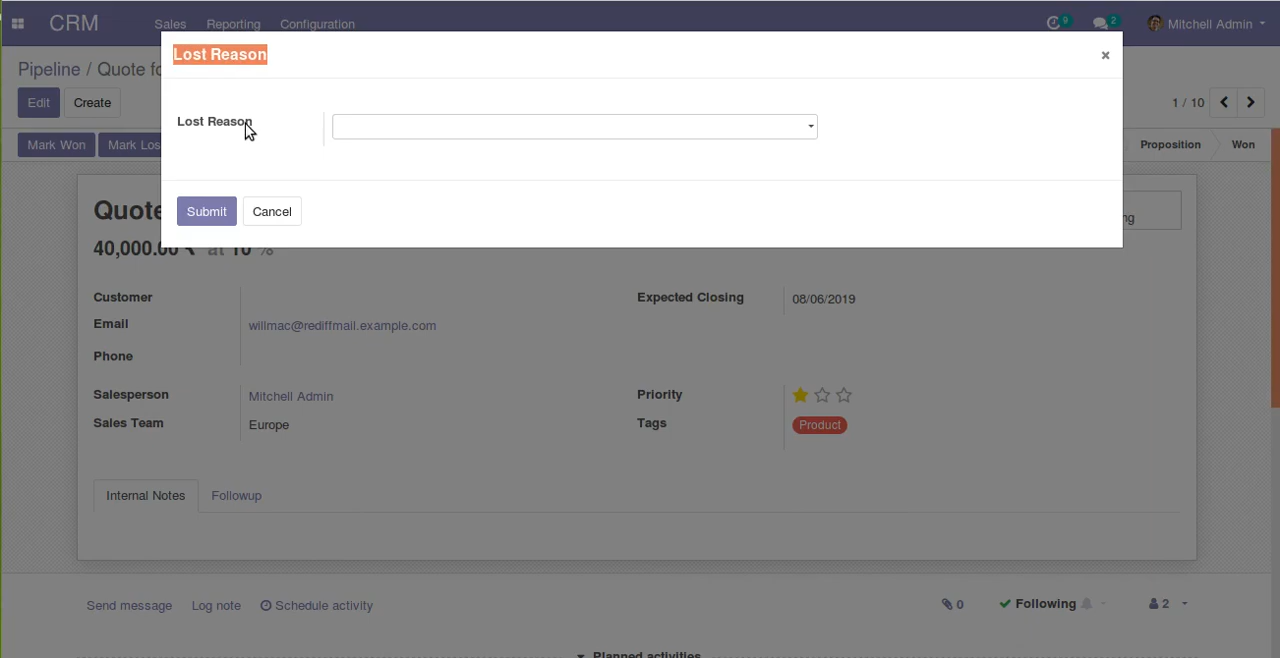 CRM Sales Reporting Configuration 9 2 Mitchell Admin
Lost Reason ×
Pipeline / Quote fo
Edit Create 1 / 10
Lost Reason
Mark Won Mark Los Proposition Won
Submit Cancel
Quote ng
40,000.00 ₹ at 10 %
Customer Expected Closing 08/06/2019
Email willmac@rediffmail.example.com
Phone
Salesperson Mitchell Admin Priority
Sales Team Europe Tags Product
Internal Notes Followup
Send message Log note Schedule activity 0 Following 2
Planned activities